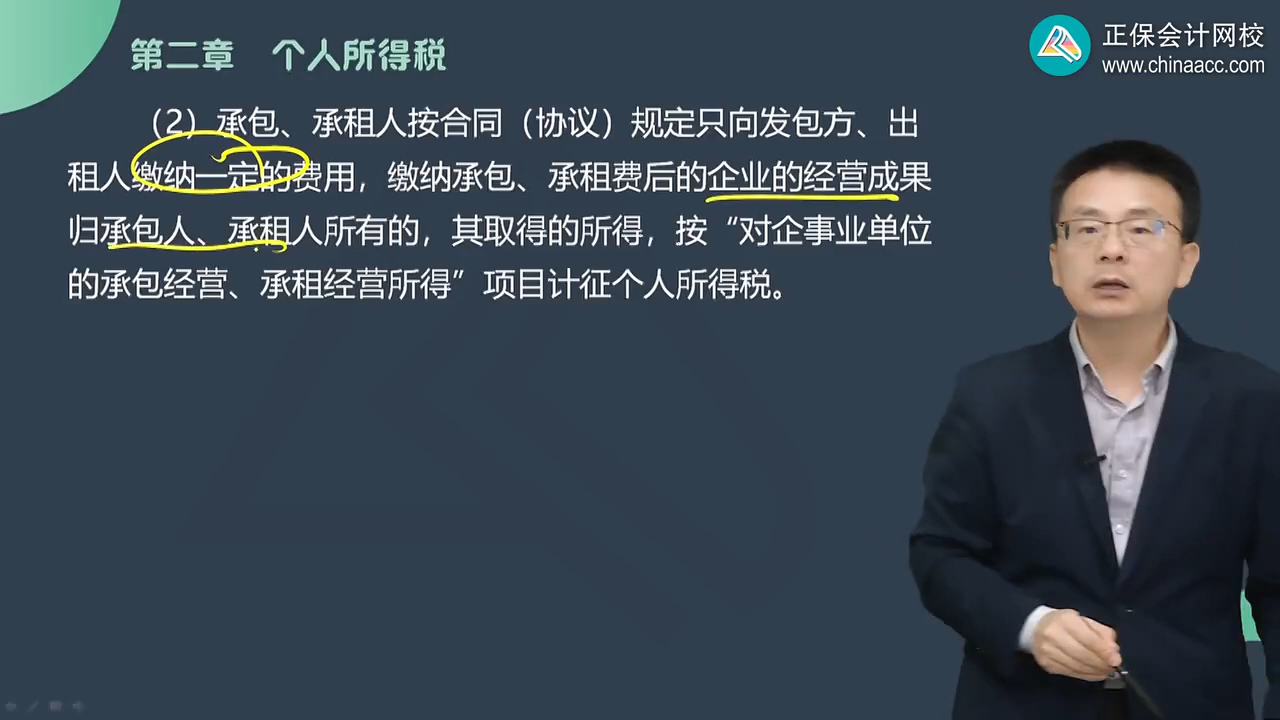 第二章 个人所得税
正保会计网校
www.chinaacc.com
（2）承包、承租人按合同（协议）规定只向发包方、出
租人缴纳一定的费用，缴纳承包、承租费后的企业的经营成果
归承包人、承租人所有的，其取得的所得，按“对企事业单位
的承包经营、承租经营所得”项目计征个人所得税。